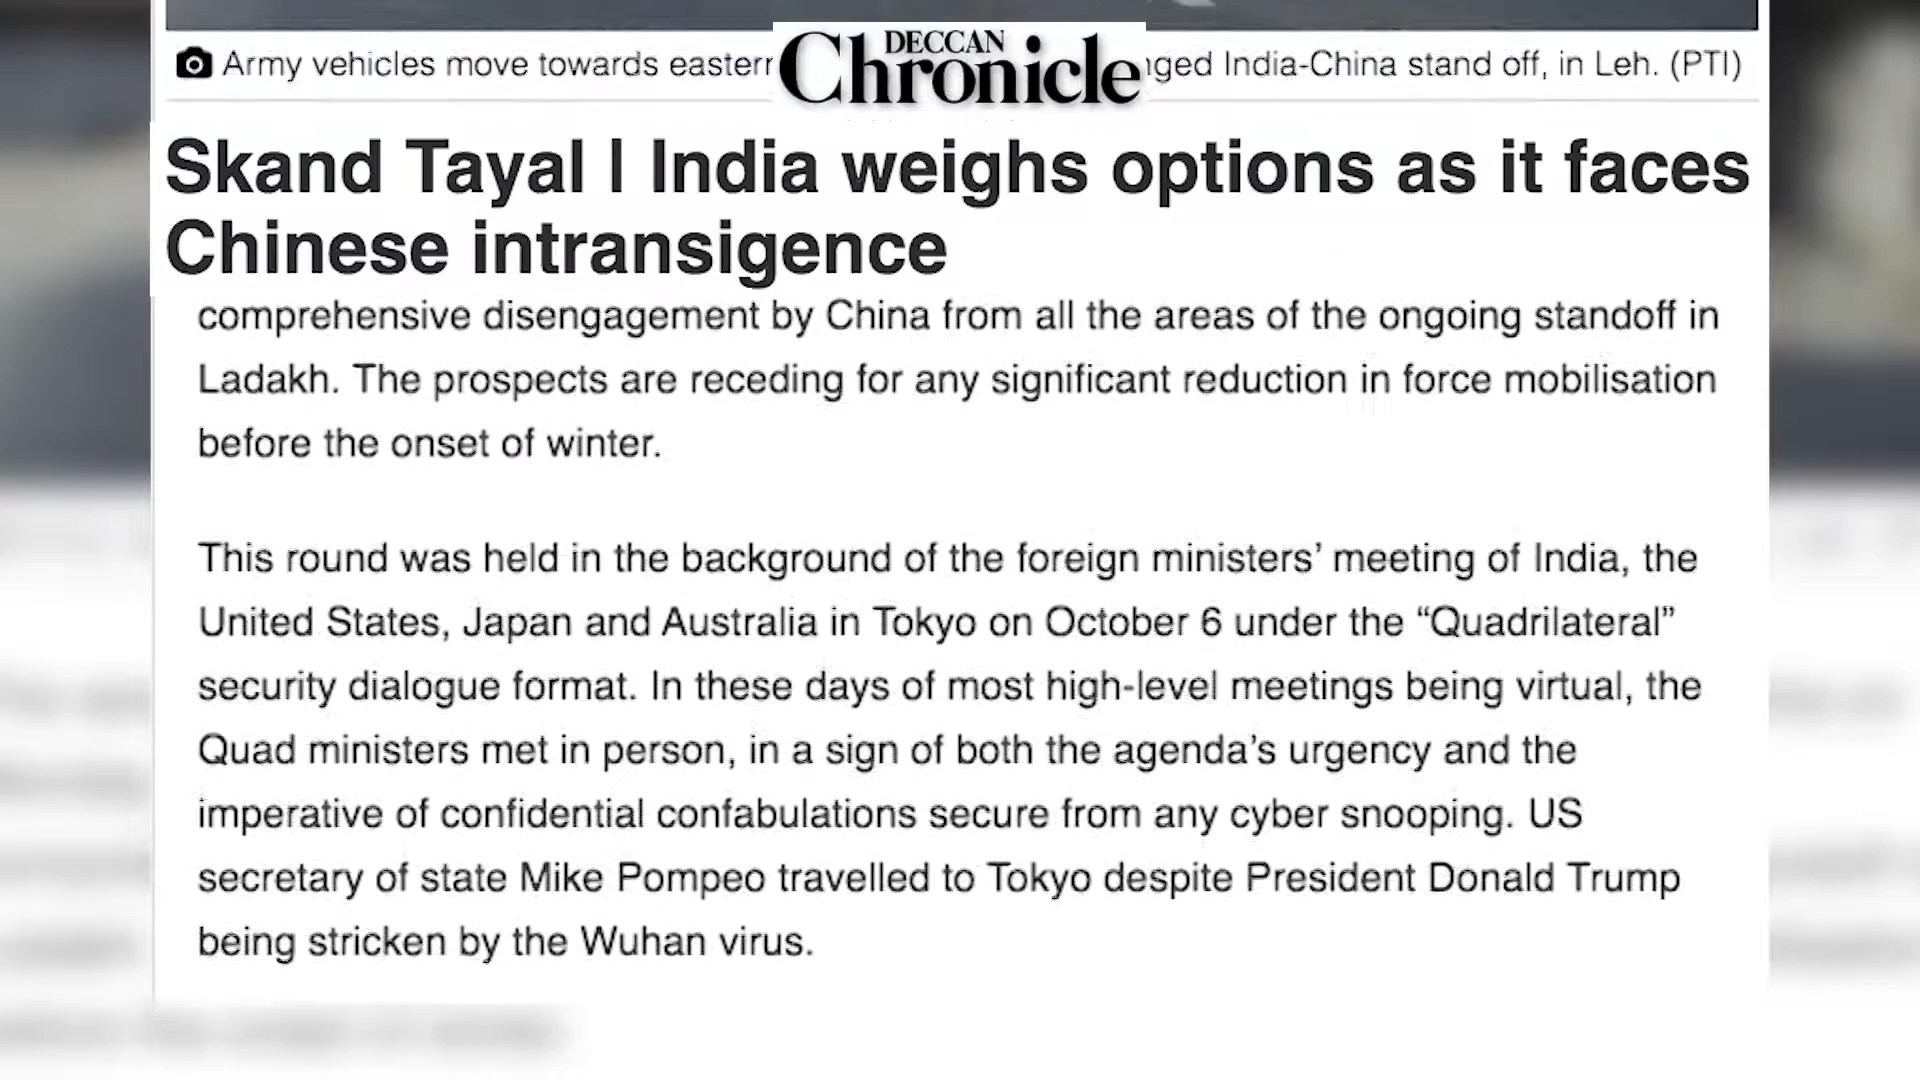 Army vehicles move towards eastern
DECCAN
Chronicle
India-China stand off, in Leh. (PTI)
Skand Tayal | India weighs options as it faces
Chinese intransigence
comprehensive disengagement by China from all the areas of the ongoing standoff in
Ladakh. The prospects are receding for any significant reduction in force mobilisation
before the onset of winter.
This round was held in the background of the foreign ministers’ meeting of India, the
United States, Japan and Australia in Tokyo on October 6 under the “Quadrilateral”
security dialogue format. In these days of most high-level meetings being virtual, the
Quad ministers met in person, in a sign of both the agenda’s urgency and the
imperative of confidential confabulations secure from any cyber snooping. US
secretary of state Mike Pompeo travelled to Tokyo despite President Donald Trump
being stricken by the Wuhan virus.